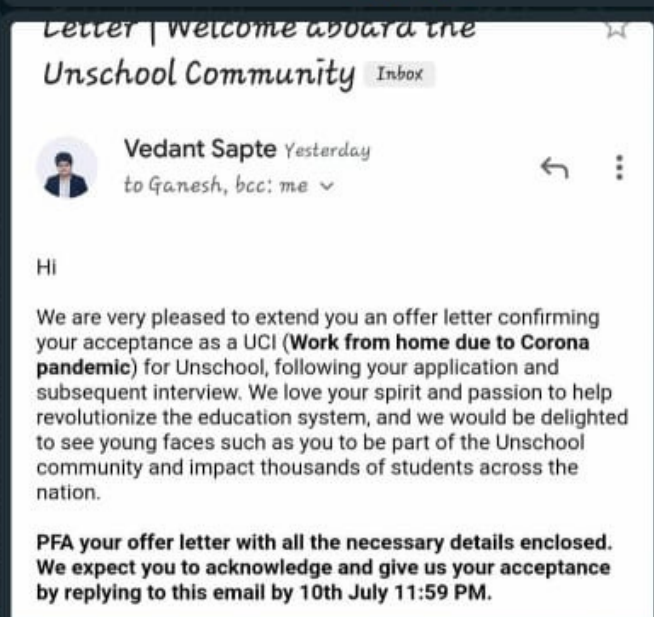 Letter | Welcome aboard the
Unschool Community Inbox
Vedant Sapte Yesterday
to Ganesh, bcc: me
Hi
We are very pleased to extend you an offer letter confirming
your acceptance as a UCI (Work from home due to Corona
pandemic) for Unschool, following your application and
subsequent interview. We love your spirit and passion to help
revolutionize the education system, and we would be delighted
to see young faces such as you to be part of the Unschool
community and impact thousands of students across the
nation.
PFA your offer letter with all the necessary details enclosed.
We expect you to acknowledge and give us your acceptance
by replying to this email by 10th July 11:59 PM.